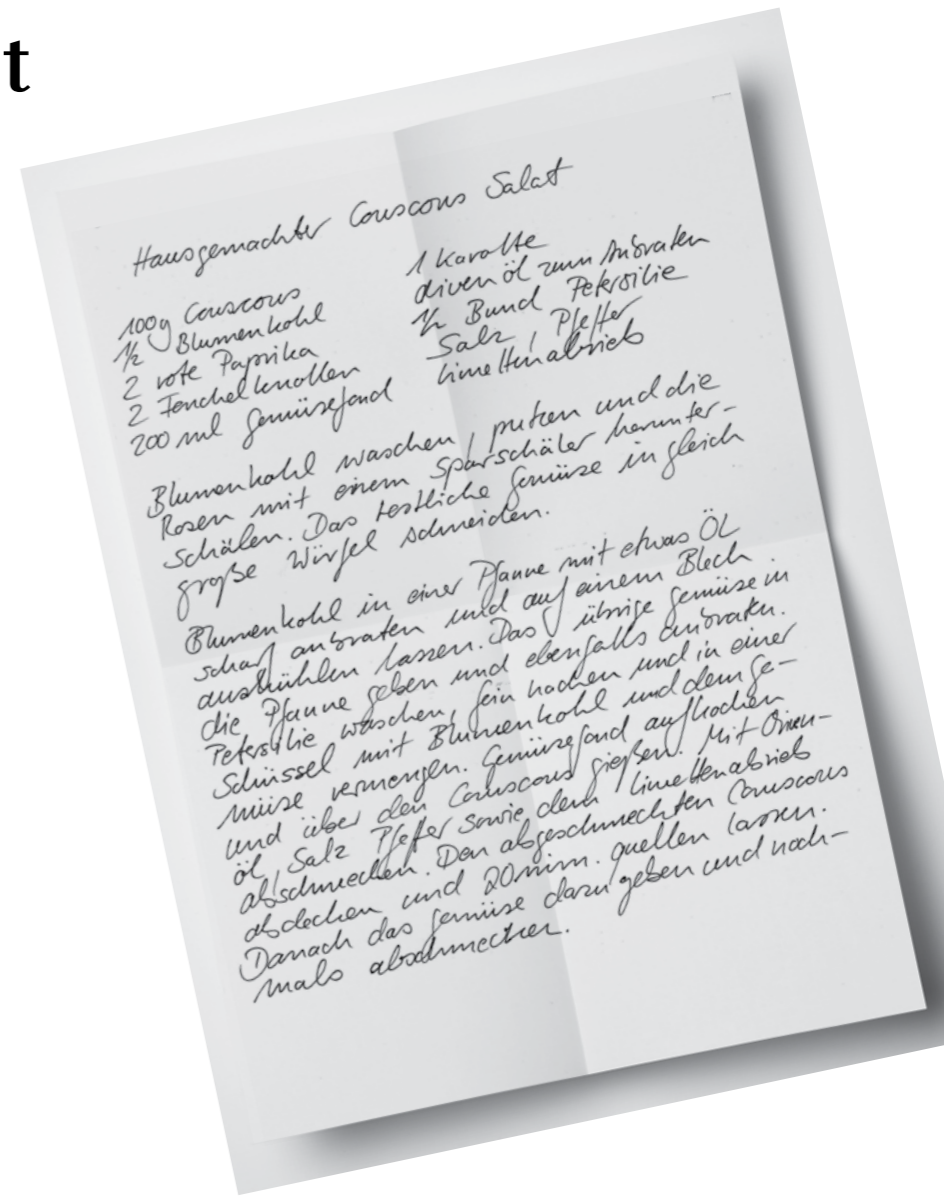 t
Hausgemachter Couscous Salat
100g Couscous
½ Blumenkohl
2 rote Paprika
2 Fenchelknollen
200 ml Gemüsefond
1 Karotte
Olivenöl zum Anbraten
½ Bund Petersilie
Salz, Pfeffer
Limettenabrieb
Blumenkohl waschen, putzen und die
Rosen mit einem Sparschäler herunter-
schälen. Das restliche Gemüse in gleich
große Würfel schneiden.
Blumenkohl in einer Pfanne mit etwas Öl
scharf anbraten und auf einem Blech
auskühlen lassen. Das übrige Gemüse in
die Pfanne geben und ebenfalls anbraten.
Petersilie waschen, fein hacken und in einer
Schüssel mit Blumenkohl und dem Ge-
müse vermengen. Gemüsefond aufkochen
und über den Couscous gießen. Mit Oliven-
öl, Salz Pfeffer sowie dem Limettenabrieb
abschmecken. Den abgeschmeckten Couscous
abdecken und 20 min. quellen lassen.
Danach das Gemüse dazu geben und noch-
mals abschmecken.